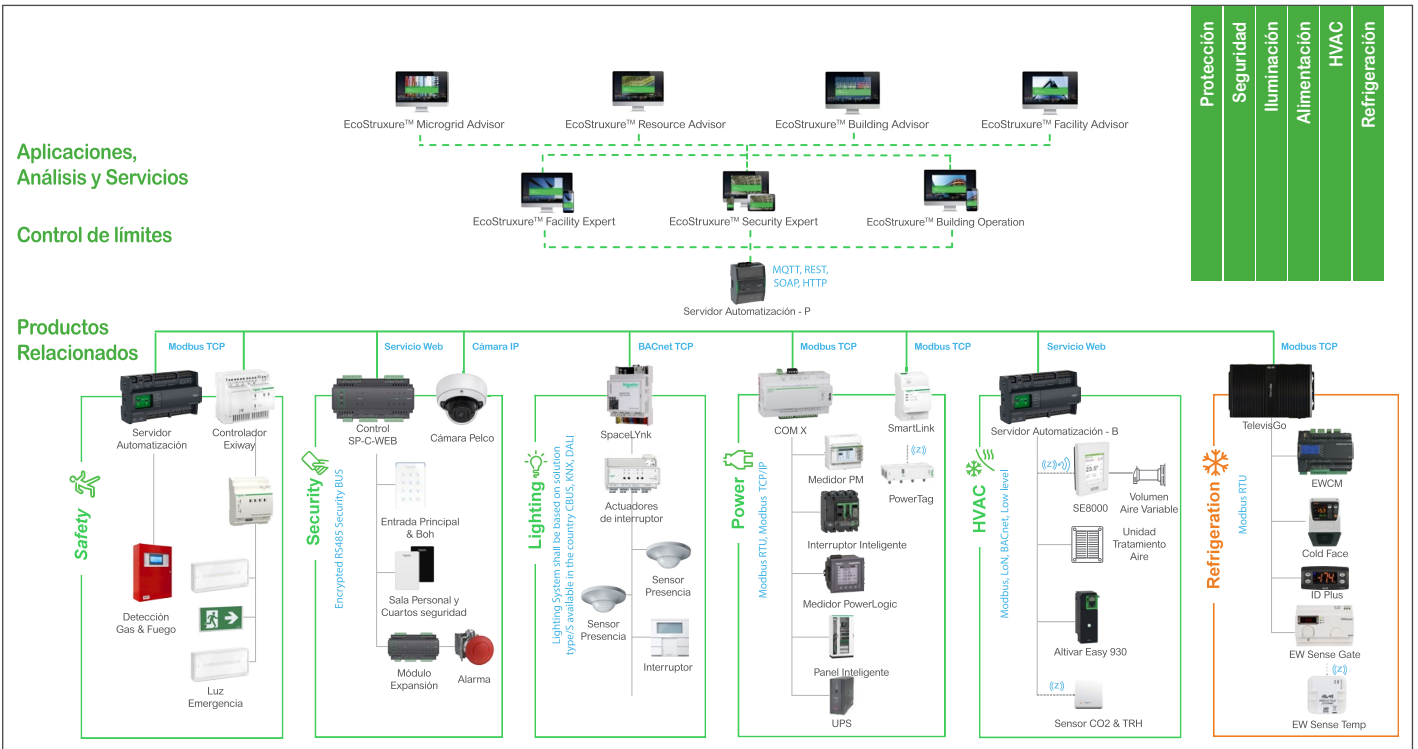 Protección
Seguridad
Iluminación
Alimentación
HVAC
Refrigeración
EcoStruxure™ Microgrid Advisor
EcoStruxure™ Resource Advisor
EcoStruxure™ Building Advisor
EcoStruxure™ Facility Advisor
Aplicaciones,
Análisis y Servicios
EcoStruxure™ Facility Expert
EcoStruxure™ Security Expert
EcoStruxure™ Building Operation
Control de límites
MQTT, REST,
SOAP, HTTP
Servidor Automatización - P
Productos
Relacionados
Modbus TCP
Servicio Web
Cámara IP
BACnet TCP
Modbus TCP
Modbus TCP
Servicio Web
Modbus TCP
Safety
Servidor
Automatización
Controlador
Exiway
Detección
Gas & Fuego
Luz
Emergencia
Security
Encrypted RS485 Security BUS
Control
SP-C-WEB
Cámara Pelco
Entrada Principal
& Boh
Sala Personal y
Cuartos seguridad
Módulo
Expansión
Alarma
Lighting
Lighting System shall be based on solution
type/S available in the country CBUS, KNX, DALI
SpaceLYnk
Actuadores
de interruptor
Sensor
Presencia
Sensor
Presencia
Interruptor
Power
Modbus RTU, Modbus TCP/IP
COM X
SmartLink
(z)
Medidor PM
PowerTag
Interruptor Inteligente
Medidor PowerLogic
Panel Inteligente
UPS
HVAC
Modbus, LoN, BACnet, Low level
Servidor Automatización - B
(z)
23.5°
SE8000
Volumen
Aire Variable
Unidad
Tratamiento
Aire
Altivar Easy 930
(z)
Sensor CO2 & TRH
Refrigeration
Modbus RTU
TelevisGo
EWCM
Cold Face
-174
ID Plus
EW Sense Gate
(z)
EW Sense Temp